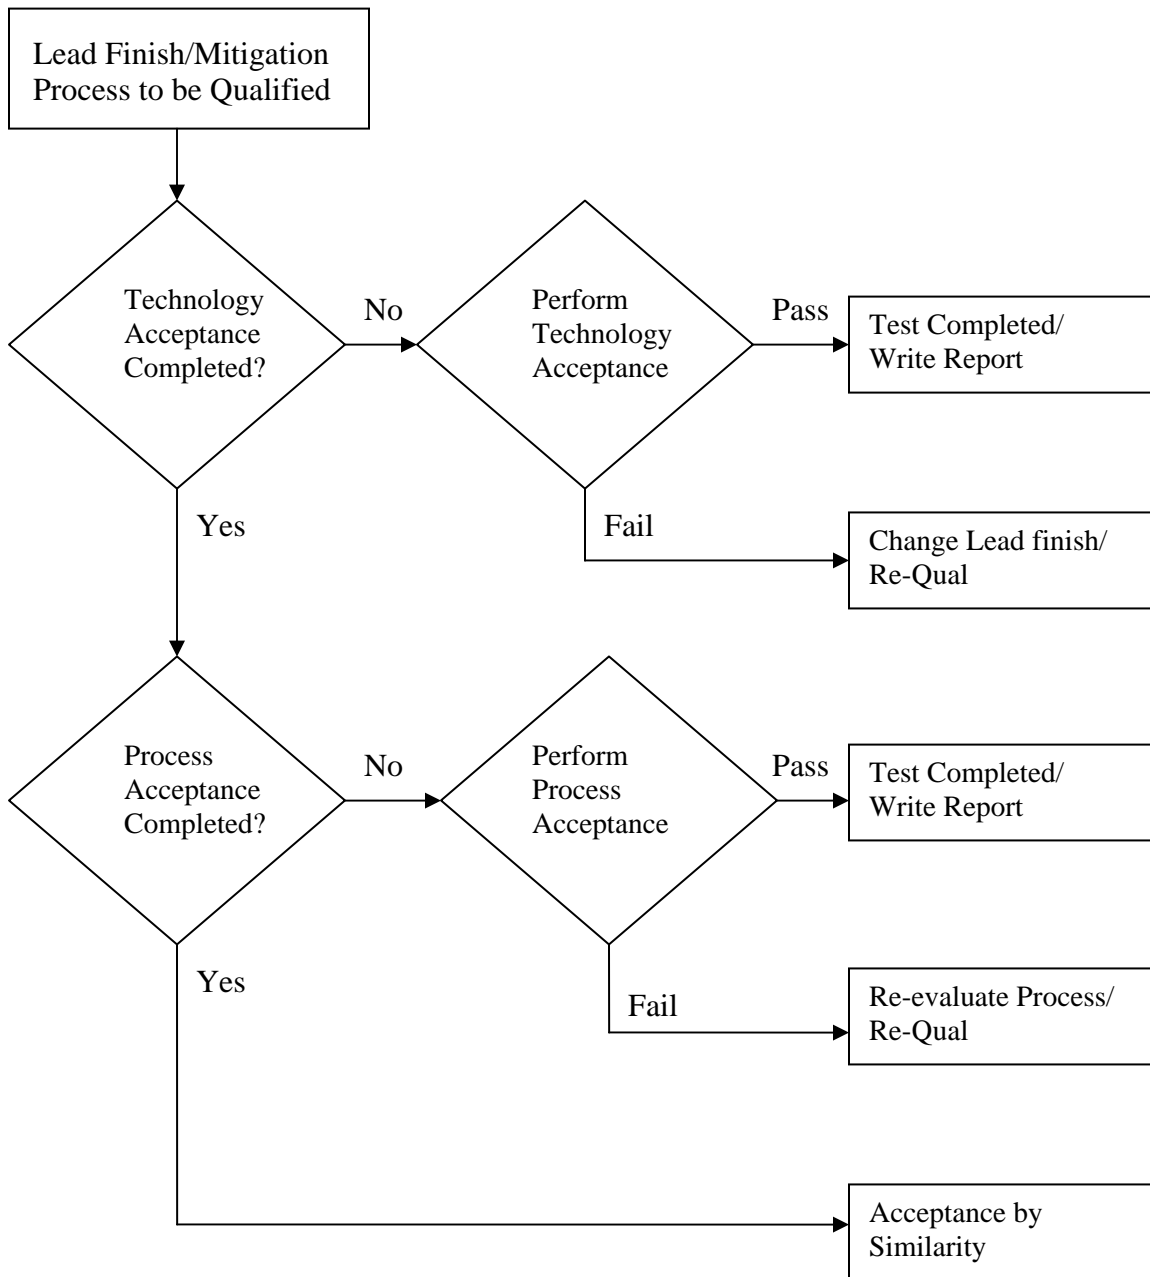 Lead Finish/Mitigation
Process to be Qualified
Technology
Acceptance
Completed?
No
Perform
Technology
Acceptance
Pass
Test Completed/
Write Report
Yes
Fail
Change Lead finish/
Re-Qual
Process
Acceptance
Completed?
No
Perform
Process
Acceptance
Pass
Test Completed/
Write Report
Yes
Fail
Re-evaluate Process/
Re-Qual
Acceptance by
Similarity